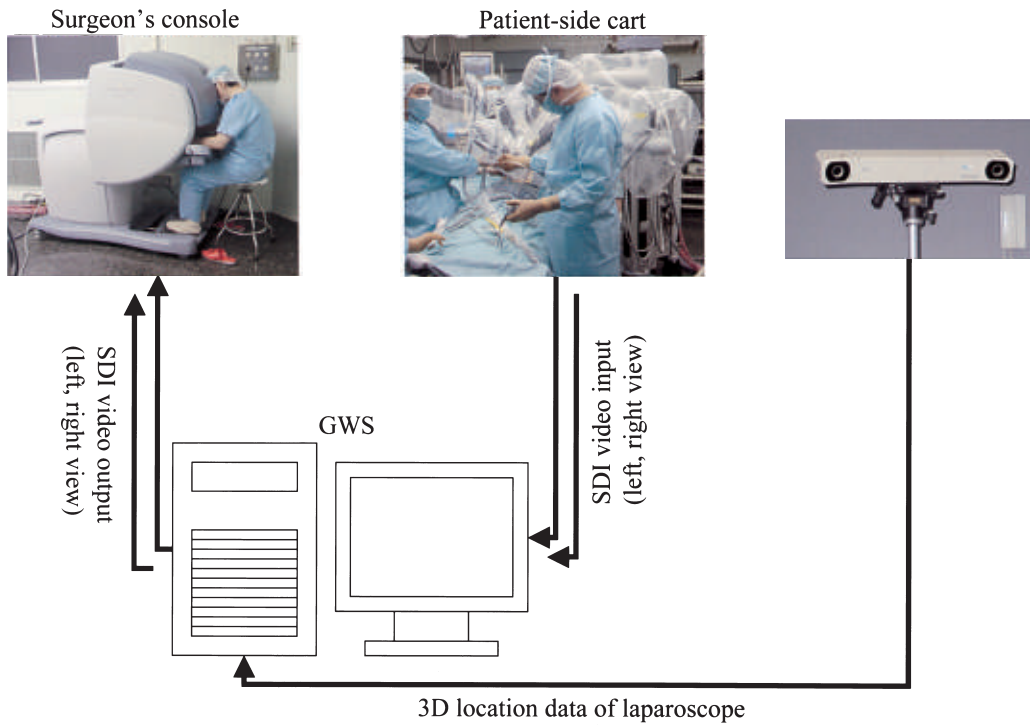 Surgeon's console
Patient-side cart
SDI video output
(left, right view)
GWS
SDI video input
(left, right view)
3D location data of laparoscope